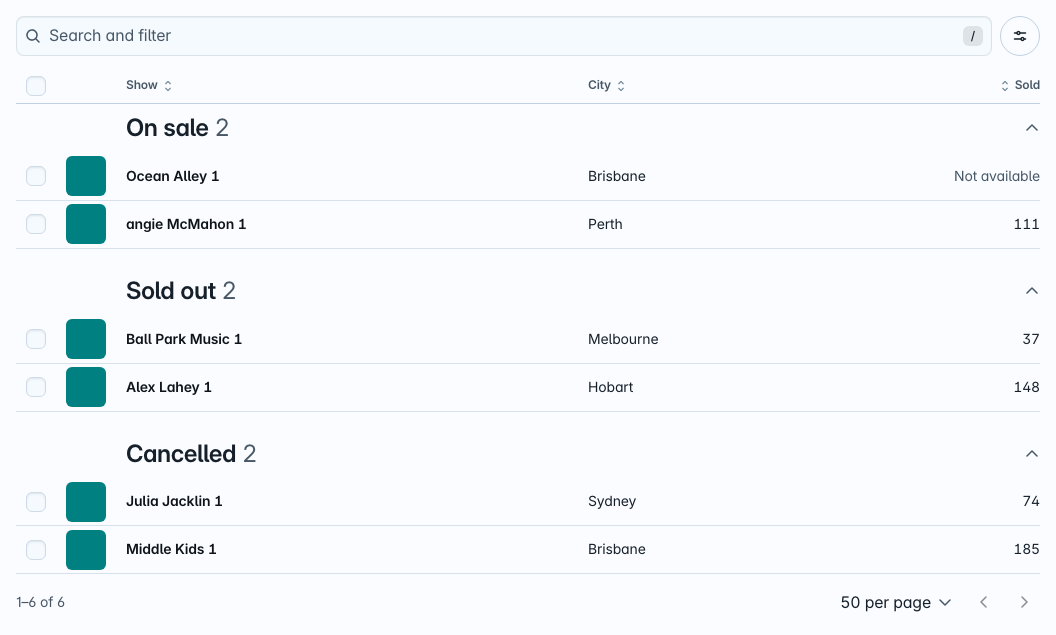 Search and filter /
Show City Sold
On sale 2
Ocean Alley 1 Brisbane Not available
angie McMahon 1 Perth 111
Sold out 2
Ball Park Music 1 Melbourne 37
Alex Lahey 1 Hobart 148
Cancelled 2
Julia Jacklin 1 Sydney 74
Middle Kids 1 Brisbane 185
1–6 of 6 50 per page